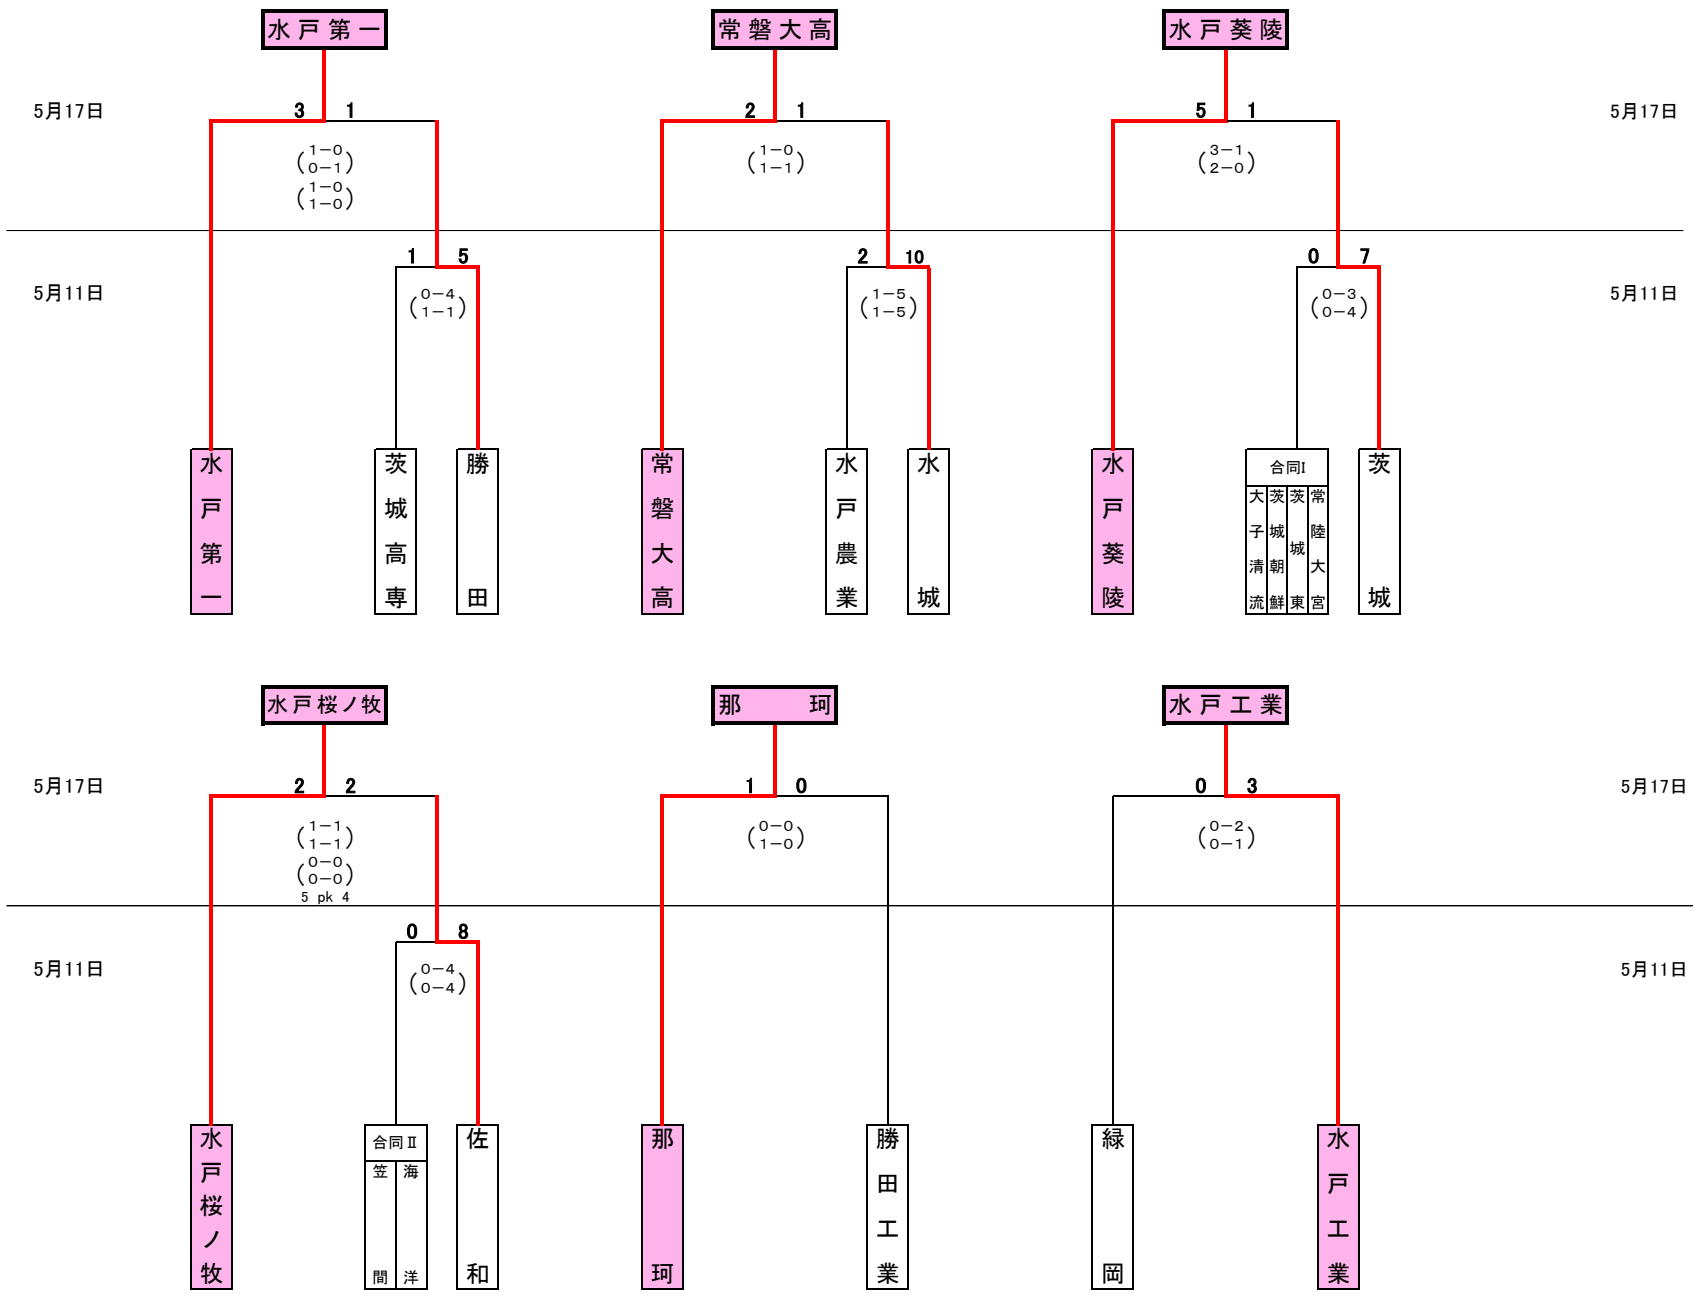 水戸第一
常磐大高
水戸葵陵
5月17日
3 1
2 1
5 1
5月17日
(1−0
0−1)
(1−0
1−0)
(1−0
1−1)
(3−1
2−0)
1 5
2 10
0 7
5月11日
(0−4
1−1)
(1−5
1−5)
(0−3
0−4)
5月11日
水戸第一
茨城高専
勝田
常磐大高
水戸農業
水城
水戸葵陵
合同Ⅰ
大子清流
茨城朝鮮
茨城東
常陸大宮
茨城
水戸桜ノ牧
那珂
水戸工業
5月17日
2 2
1 0
0 3
5月17日
(1−1
1−1)
(0−0
0−0)
5 pk 4
(0−0
1−0)
(0−2
0−1)
0 8
5月11日
(0−4
0−4)
5月11日
水戸桜ノ牧
合同Ⅱ
笠間
海洋
佐和
那珂
勝田工業
緑岡
水戸工業